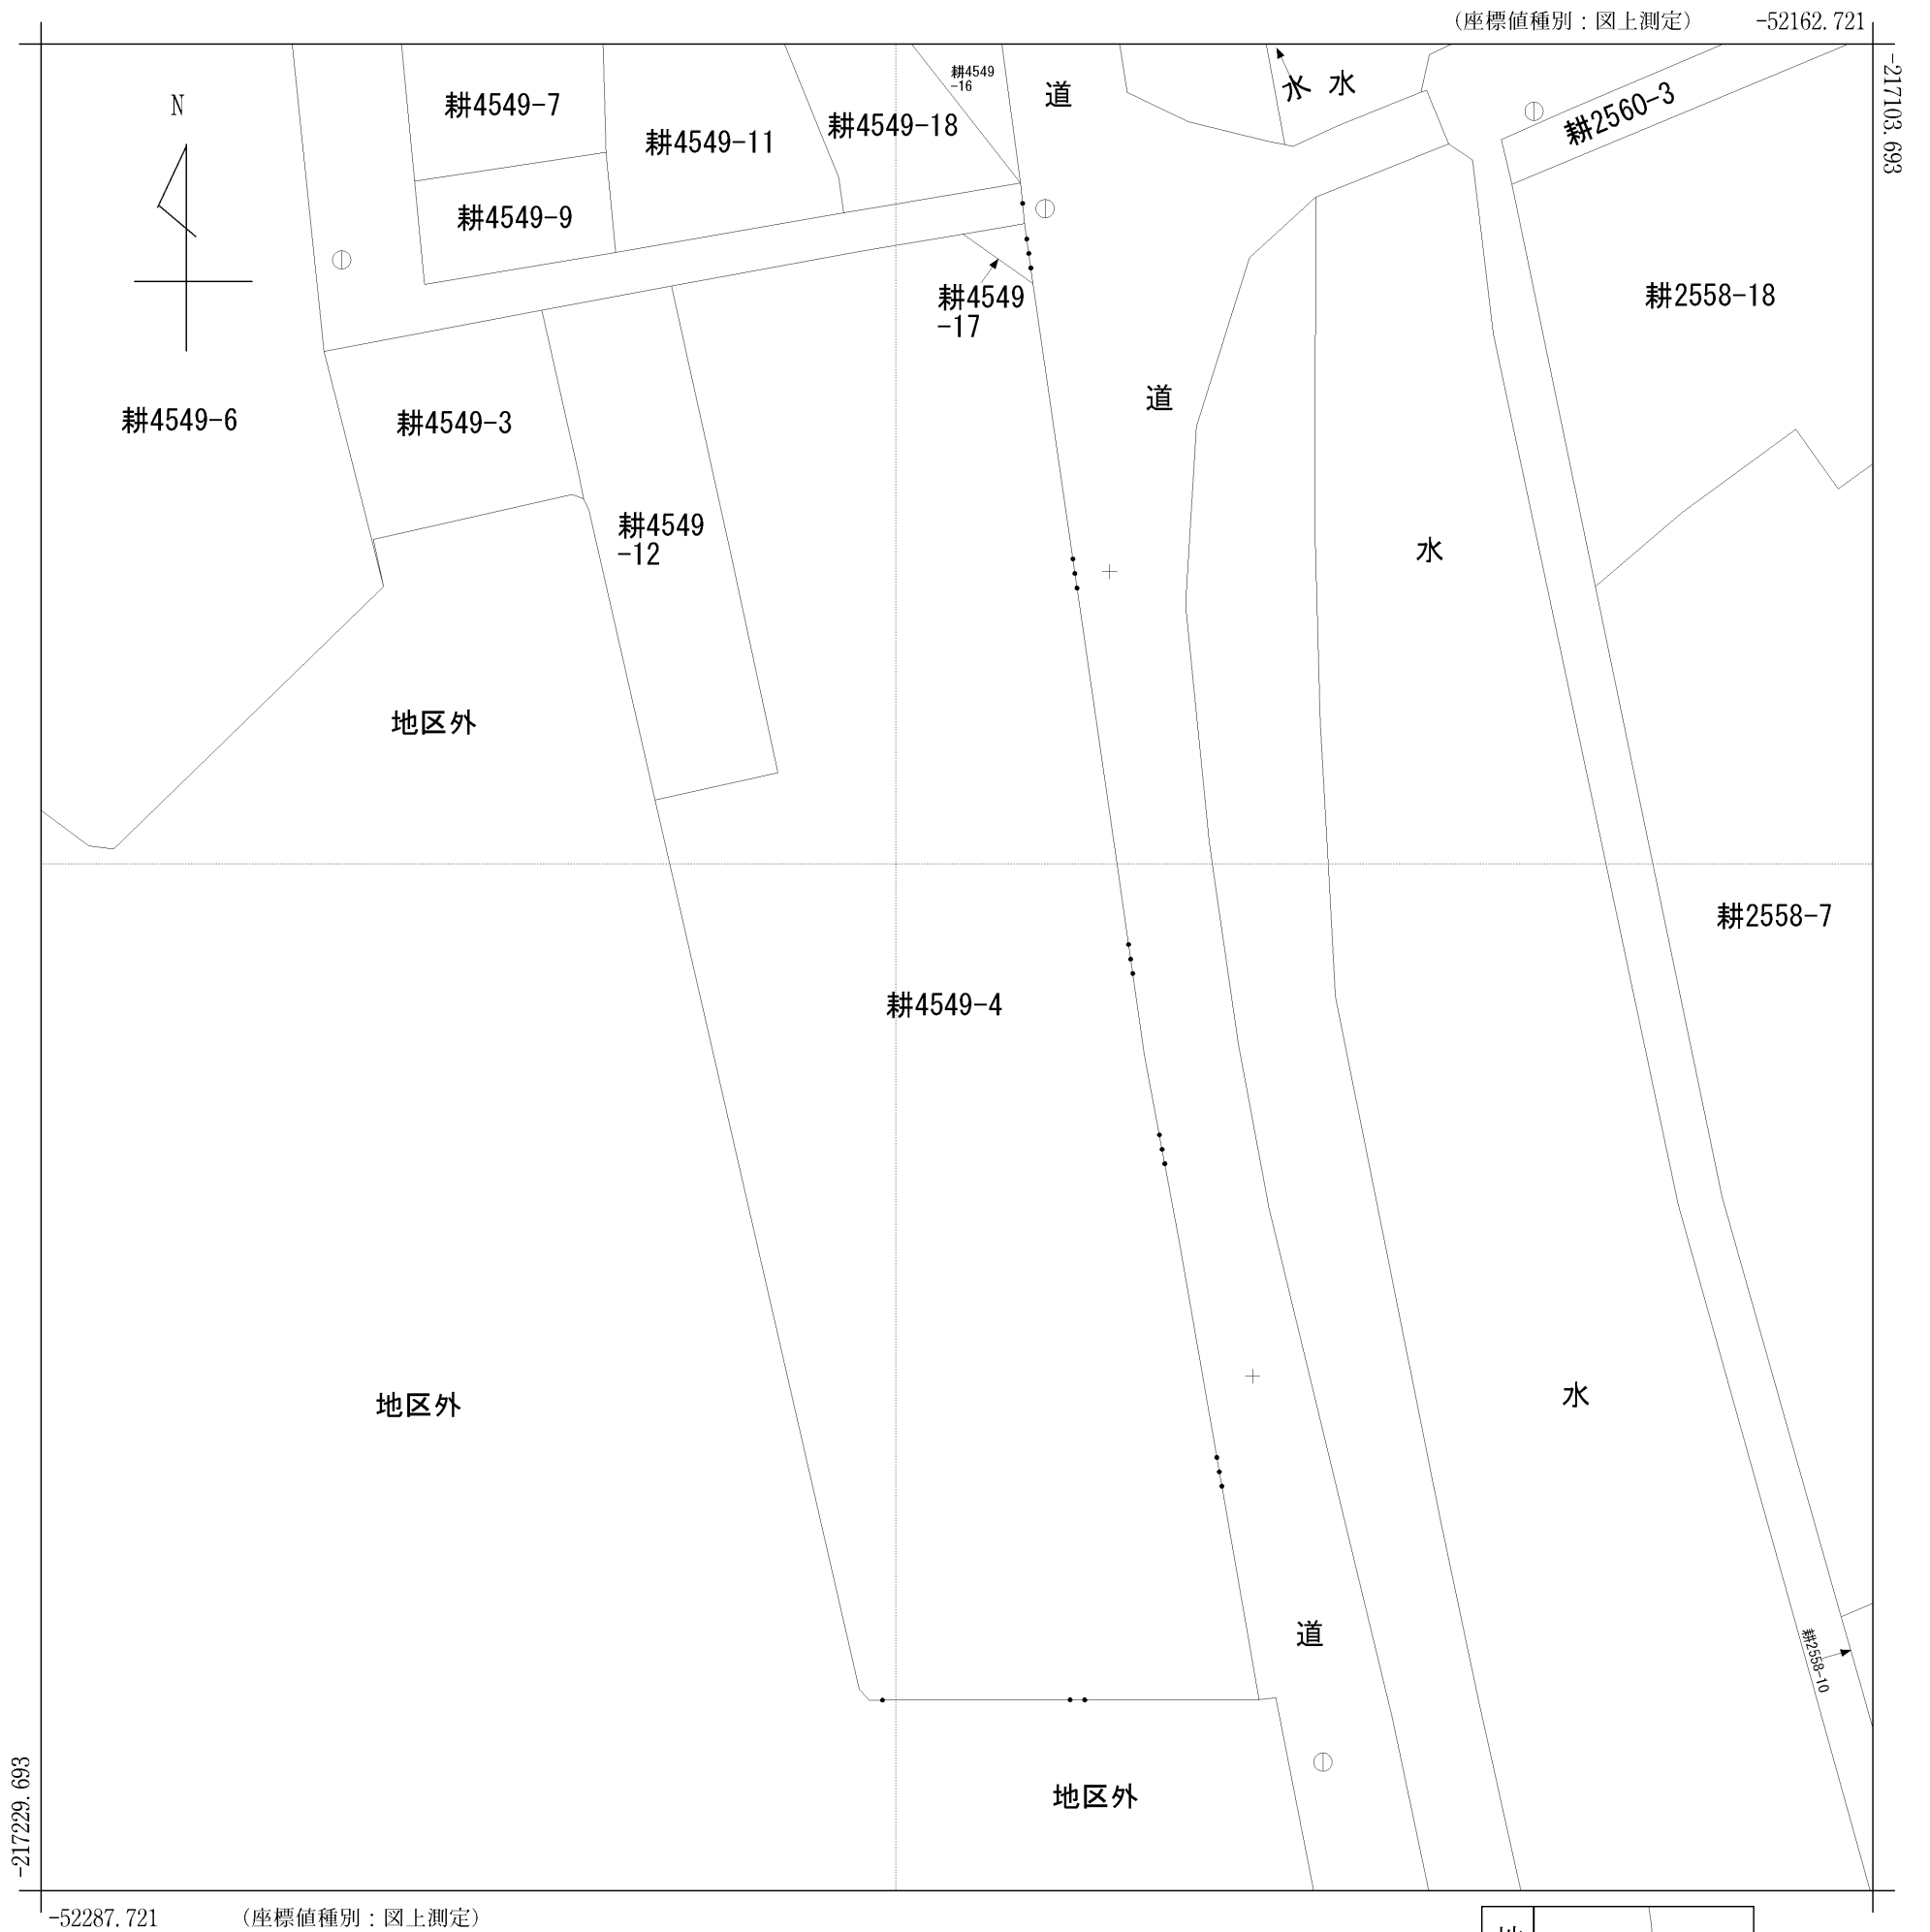 (座標値種別：図上測定) -52162.721
-217103.693
N
耕4549-7
耕4549-11
耕4549-18
耕4549
-16
道
水
水
耕2560-3
耕4549-9
耕4549
-17
耕2558-18
耕4549-6
耕4549-3
道
耕4549
-12
水
地区外
耕2558-7
耕4549-4
地区外
水
道
耕2558-10
地区外
-217229.693
-52287.721 (座標値種別：図上測定)